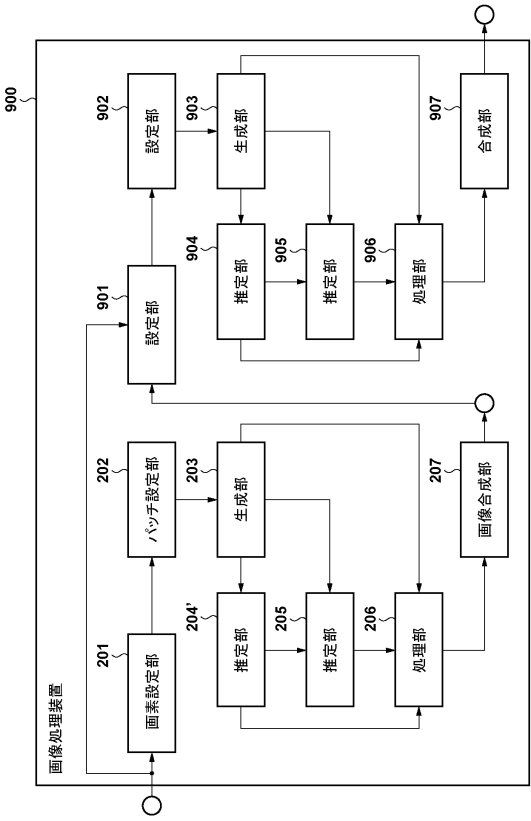 900
画像処理装置
201
画素設定部
202
パッチ設定部
203
生成部
204'
推定部
205
推定部
206
処理部
207
画像合成部
901
設定部
902
設定部
903
生成部
904
推定部
905
推定部
906
処理部
907
合成部